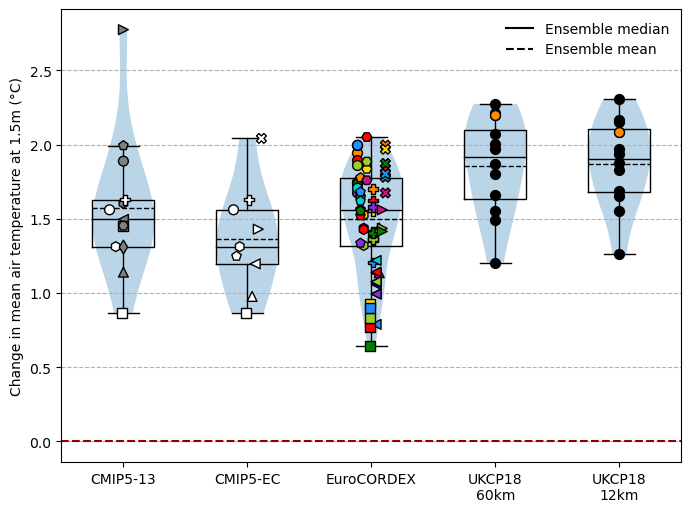 Ensemble median
Ensemble mean
Change in mean air temperature at 1.5m (°C)
2.5
2.0
1.5
1.0
0.5
0.0
CMIP5-13
CMIP5-EC
EuroCORDEX
UKCP18
60km
UKCP18
12km